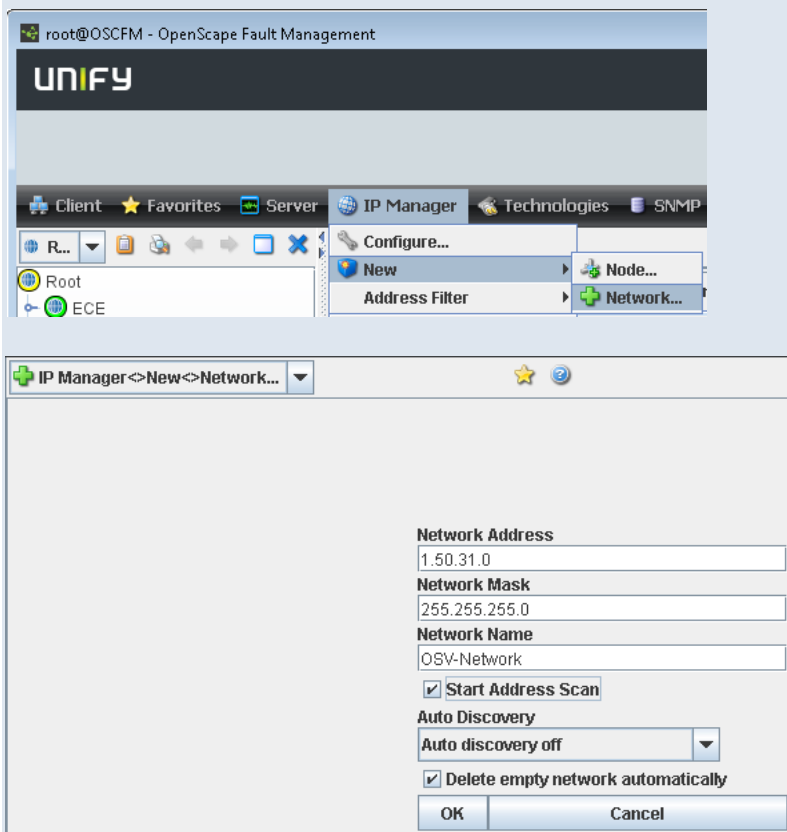 root@OSCFM - OpenScape Fault Management
UNIFY
Client Favorites Server IP Manager Technologies SNMP
R... Configure...
Root New Node...
ECE Address Filter Network...
IP Manager<>New<>Network...
Network Address
1.50.31.0
Network Mask
255.255.255.0
Network Name
OSV-Network
Start Address Scan
Auto Discovery
Auto discovery off
Delete empty network automatically
OK Cancel